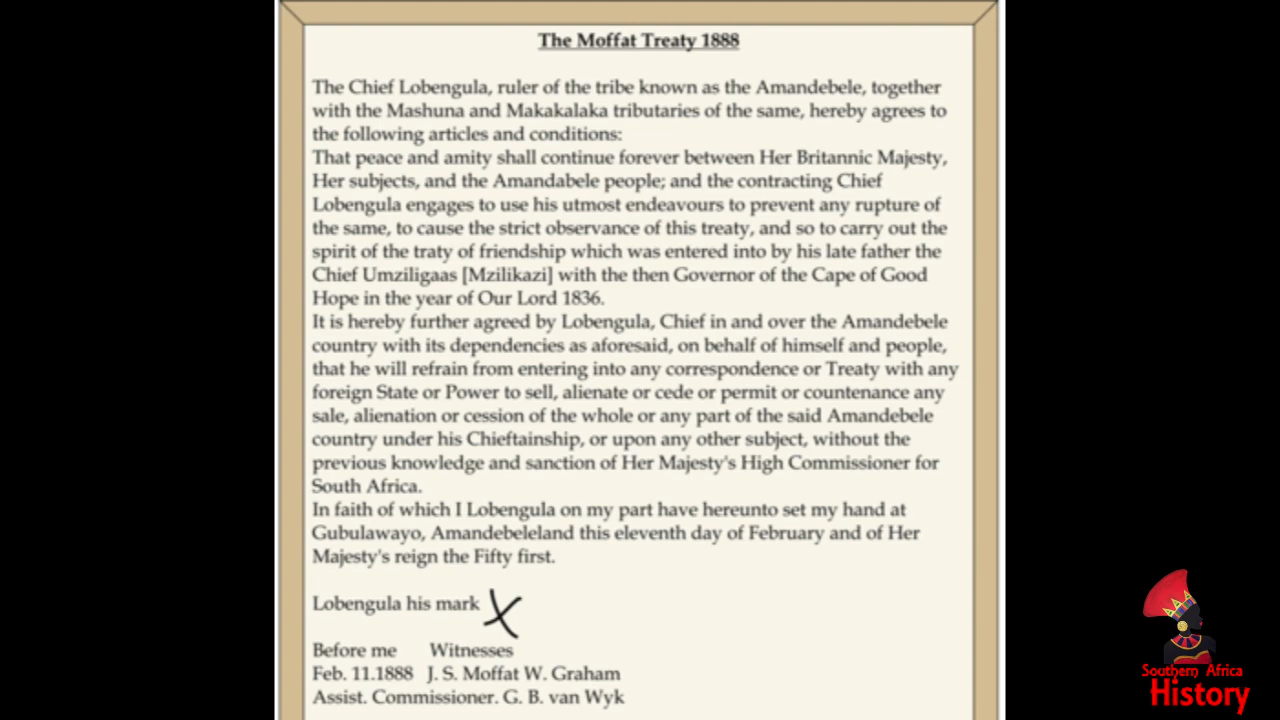 The Moffat Treaty 1888
The Chief Lobengula, ruler of the tribe known as the Amandebele, together
with the Mashuna and Makakalaka tributaries of the same, hereby agrees to
the following articles and conditions:
That peace and amity shall continue forever between Her Britannic Majesty,
Her subjects, and the Amandabele people; and the contracting Chief
Lobengula engages to use his utmost endeavours to prevent any rupture of
the same, to cause the strict observance of this treaty, and so to carry out the
spirit of the traty of friendship which was entered into by his late father the
Chief Umziligaas [Mzilikazi] with the then Governor of the Cape of Good
Hope in the year of Our Lord 1836.
It is hereby further agreed by Lobengula, Chief in and over the Amandebele
country with its dependencies as aforesaid, on behalf of himself and people,
that he will refrain from entering into any correspondence or Treaty with any
foreign State or Power to sell, alienate or cede or permit or countenance any
sale, alienation or cession of the whole or any part of the said Amandebele
country under his Chieftainship, or upon any other subject, without the
previous knowledge and sanction of Her Majesty's High Commissioner for
South Africa.
In faith of which I Lobengula on my part have hereunto set my hand at
Gubulawayo, Amandebeleland this eleventh day of February and of Her
Majesty's reign the Fifty first.
Lobengula his mark X
Before me Witnesses
Feb. 11.1888 J. S. Moffat W. Graham
Assist. Commissioner. G. B. van Wyk
Southern Africa
History